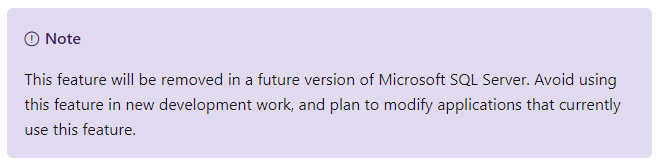 Note
This feature will be removed in a future version of Microsoft SQL Server. Avoid using
this feature in new development work, and plan to modify applications that currently
use this feature.